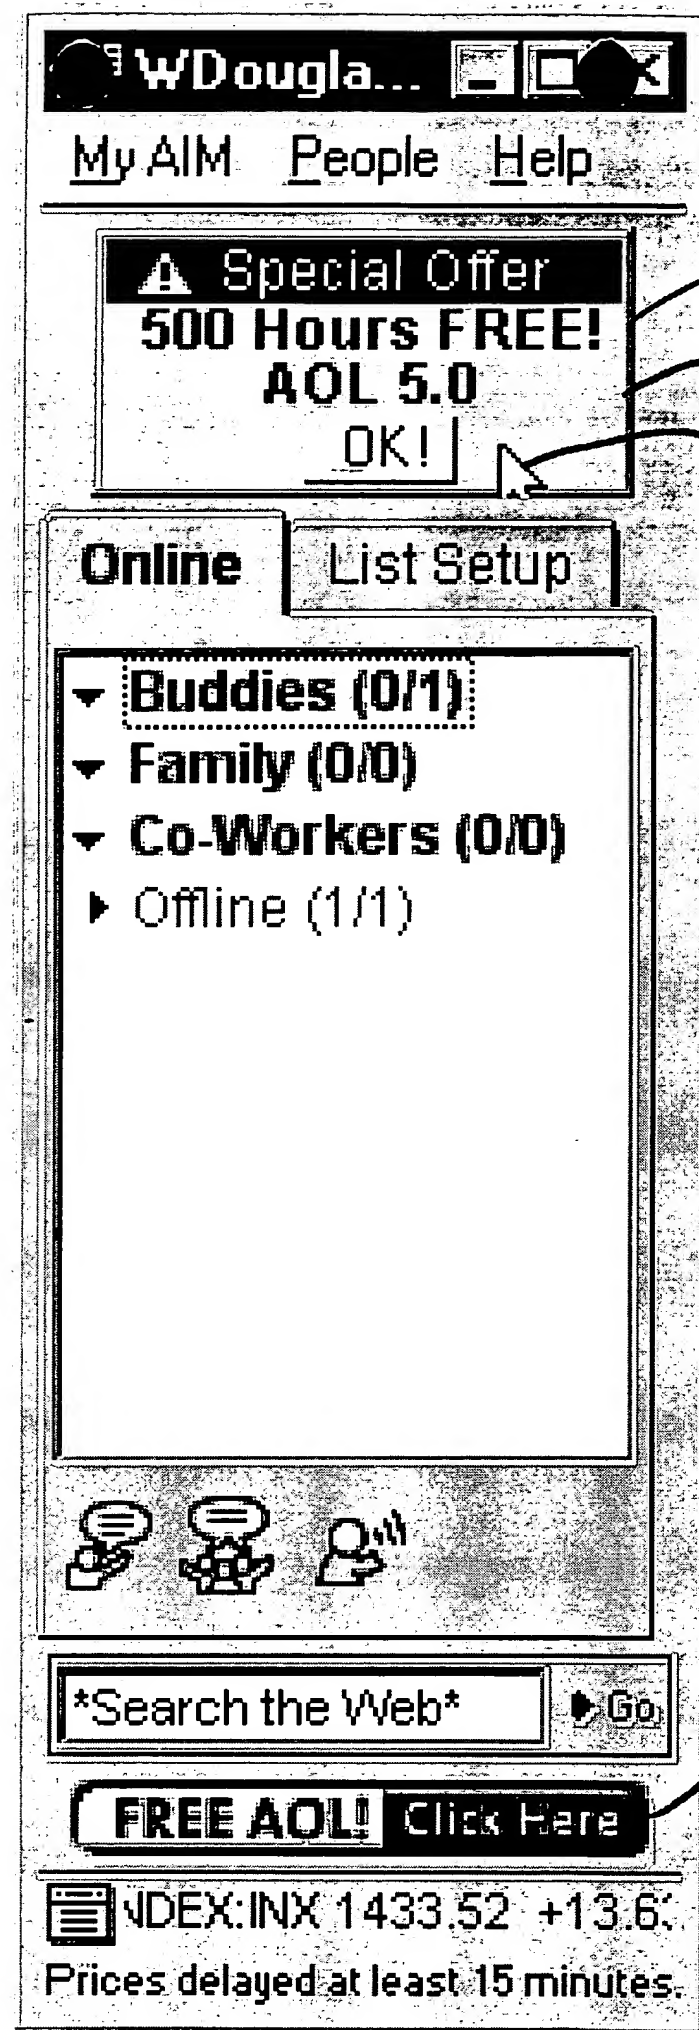 WDougla...
My AIM People Help
Special Offer
500 Hours FREE!
AOL 5.0
OK!
Online List Setup
Buddies (0/1)
Family (0/0)
Co-Workers (0/0)
Offline (1/1)
*Search the Web* Go
FREE AOL! Click Here
NDEX:INX 1433.52 +13.6
Prices delayed at least 15 minutes.